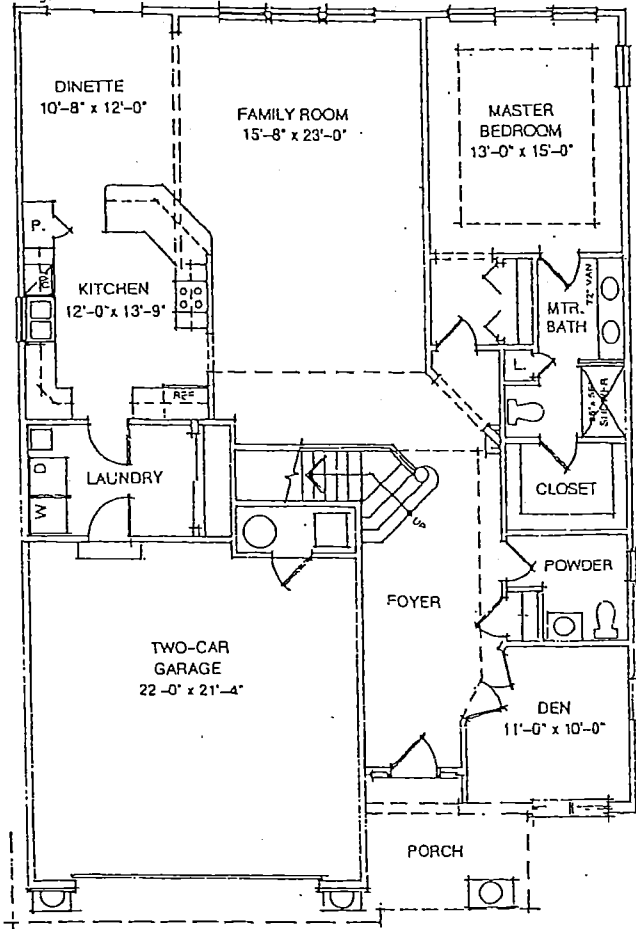 DINETTE
10'-8" x 12'-0"
FAMILY ROOM
15'-8" x 23'-0"
MASTER
BEDROOM
13'-0" x 15'-0"
P.
DW
KITCHEN
12'-0" x 13'-9"
72" VAN
MTR.
BATH
L
SHOWER
REF
LAUNDRY
D
W
CLOSET
UP
POWDER
FOYER
TWO-CAR
GARAGE
22-0" x 21'-4"
DEN
11'-0" x 10'-0"
PORCH